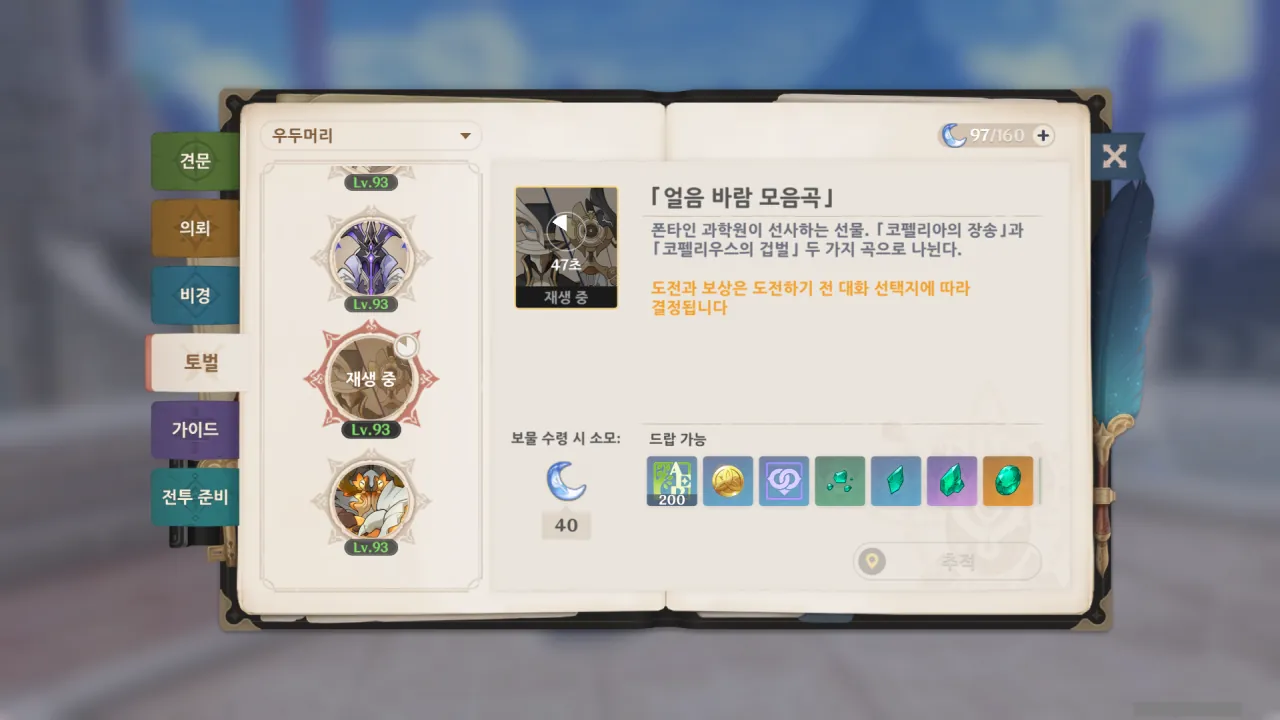 견문
의뢰
비경
토벌
가이드
전투 준비
우두머리
Lv.93
Lv.93
재생 중
Lv.93
Lv.93
97/160
47초
재생 중
「얼음 바람 모음곡」
폰타인 과학원이 선사하는 선물. 「코펠리아의 장송」과
「코펠리우스의 겁벌」 두 가지 곡으로 나뉜다.
도전과 보상은 도전하기 전 대화 선택지에 따라
결정됩니다
보물 수령 시 소모:
40
드랍 가능
200
추적